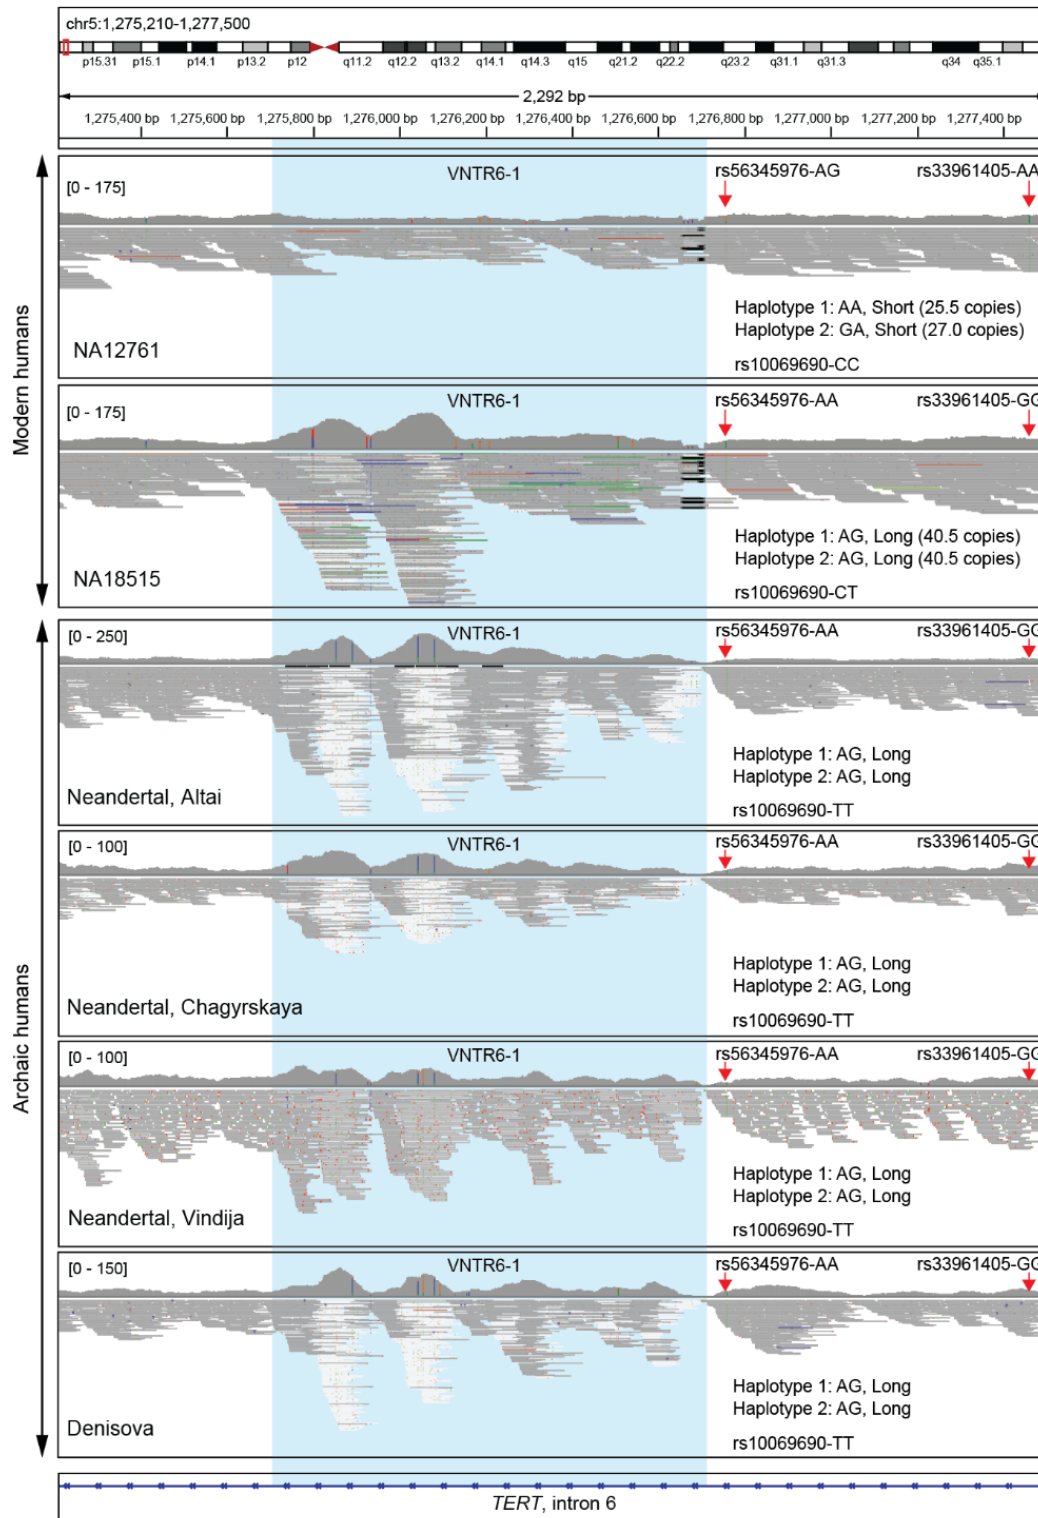 chr5:1,275,210-1,277,500
p15.31 p15.1 p14.1 p13.2 p12 q11.2 q12.2 q13.2 q14.1 q14.3 q15 q21.2 q22.2 q23.2 q31.1 q31.3 q34 q35.1
2,292 bp
1,275,400 bp 1,275,600 bp 1,275,800 bp 1,276,000 bp 1,276,200 bp 1,276,400 bp 1,276,600 bp 1,276,800 bp 1,277,000 bp 1,277,200 bp 1,277,400 bp
Modern humans
[0 - 175] VNTR6-1 rs56345976-AG rs33961405-AA
Haplotype 1: AA, Short (25.5 copies)
Haplotype 2: GA, Short (27.0 copies)
rs10069690-CC
NA12761
[0 - 175] VNTR6-1 rs56345976-AA rs33961405-GG
Haplotype 1: AG, Long (40.5 copies)
Haplotype 2: AG, Long (40.5 copies)
rs10069690-CT
NA18515
Archaic humans
[0 - 250] VNTR6-1 rs56345976-AA rs33961405-GG
Haplotype 1: AG, Long
Haplotype 2: AG, Long
rs10069690-TT
Neandertal, Altai
[0 - 100] VNTR6-1 rs56345976-AA rs33961405-GG
Haplotype 1: AG, Long
Haplotype 2: AG, Long
rs10069690-TT
Neandertal, Chagyrskaya
[0 - 100] VNTR6-1 rs56345976-AA rs33961405-GG
Haplotype 1: AG, Long
Haplotype 2: AG, Long
rs10069690-TT
Neandertal, Vindija
[0 - 150] VNTR6-1 rs56345976-AA rs33961405-GG
Haplotype 1: AG, Long
Haplotype 2: AG, Long
rs10069690-TT
Denisova
TERT, intron 6